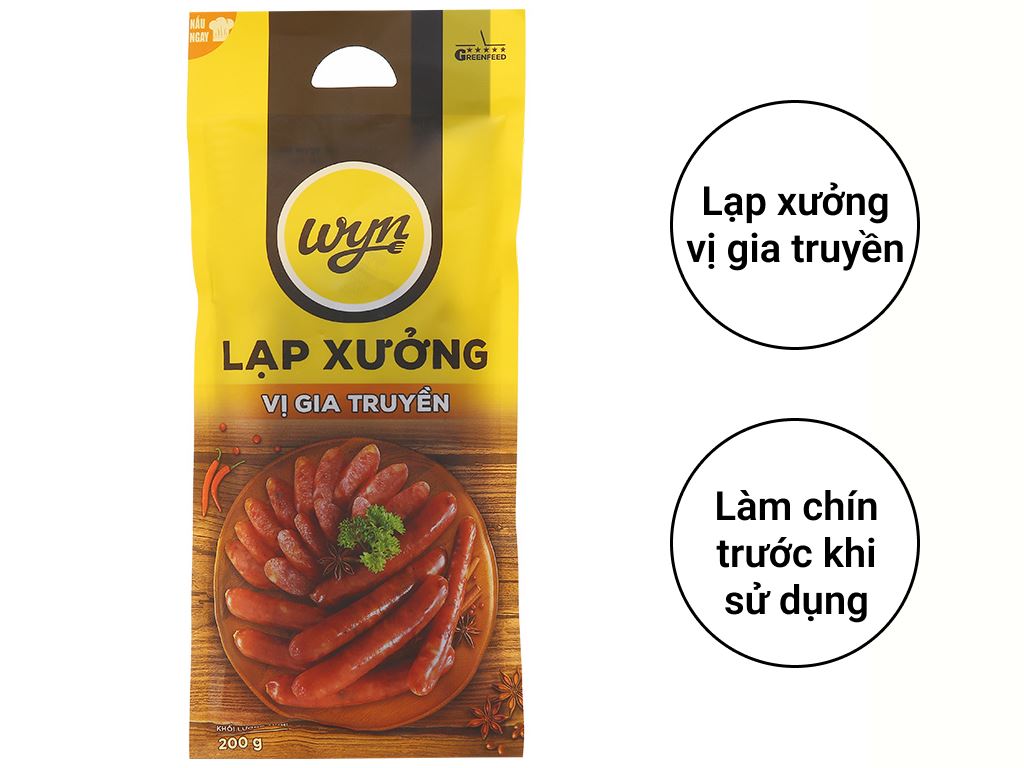 NẤU
NGAY
GREENFEED
wyn
LẠP XƯỞNG
VỊ GIA TRUYỀN
200 g
Lạp xưởng
vị gia truyền
Làm chín
trước khi
sử dụng